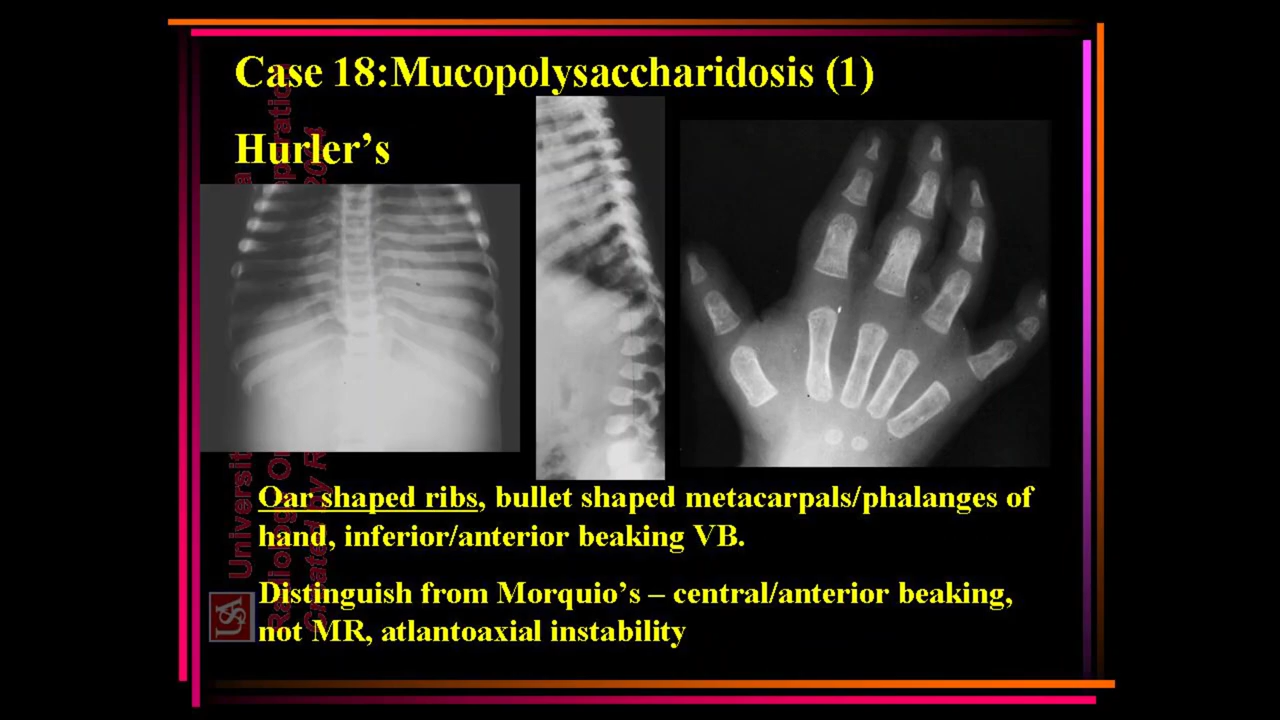 Case 18:Mucopolysaccharidosis (1)
Hurler’s
Oar shaped ribs, bullet shaped metacarpals/phalanges of
hand, inferior/anterior beaking VB.
Distinguish from Morquio’s – central/anterior beaking,
not MR, atlantoaxial instability
USA